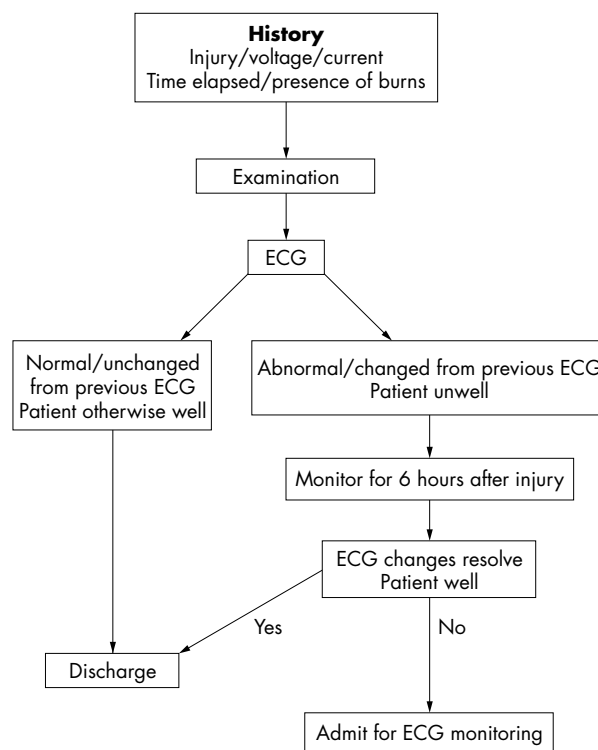 History
Injury/voltage/current
Time elapsed/presence of burns
Examination
ECG
Normal/unchanged
from previous ECG
Patient otherwise well
Abnormal/changed from previous ECG
Patient unwell
Monitor for 6 hours after injury
ECG changes resolve
Patient well
Yes
No
Discharge
Admit for ECG monitoring